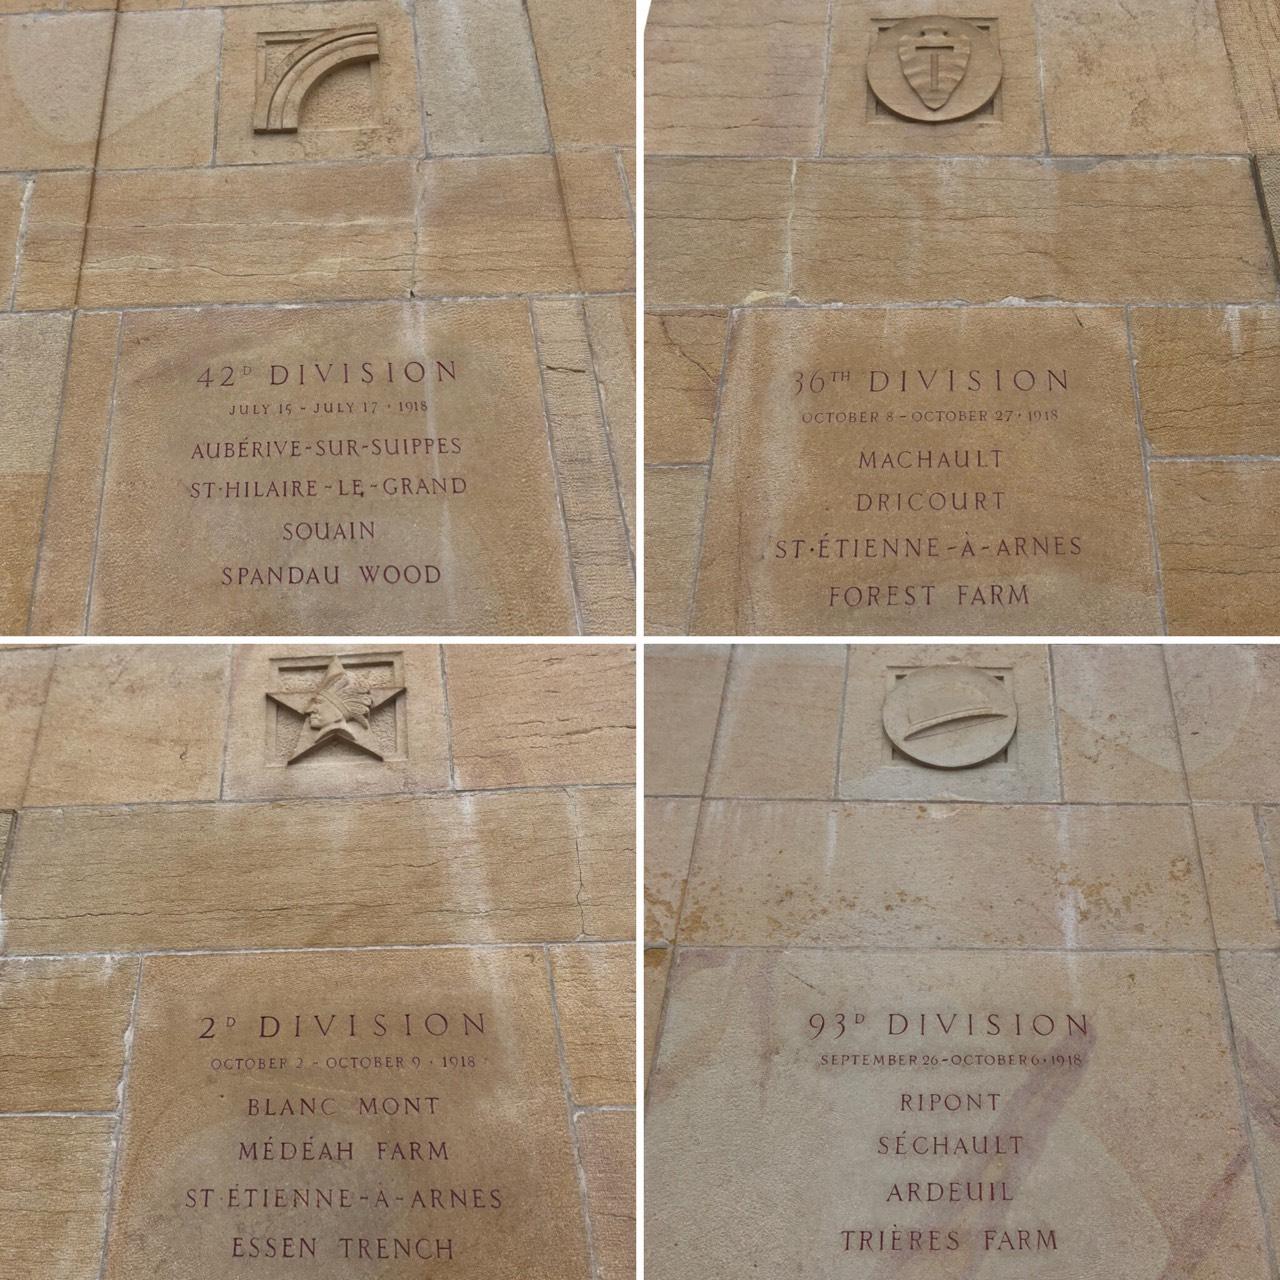 42D DIVISION
JULY 15 - JULY 17 · 1918
AUBÉRIVE-SUR-SUIPPES
ST·HILAIRE-LE-GRAND
SOUAIN
SPANDAU WOOD
36TH DIVISION
OCTOBER 8 - OCTOBER 27 · 1918
MACHAULT
DRICOURT
ST·ÉTIENNE-À-ARNES
FOREST FARM
2D DIVISION
OCTOBER 2 - OCTOBER 9 · 1918
BLANC MONT
MÉDÉAH FARM
ST·ÉTIENNE-À-ARNES
ESSEN TRENCH
93D DIVISION
SEPTEMBER 26-OCTOBER 6 · 1918
RIPONT
SÉCHAULT
ARDEUIL
TRIÈRES FARM